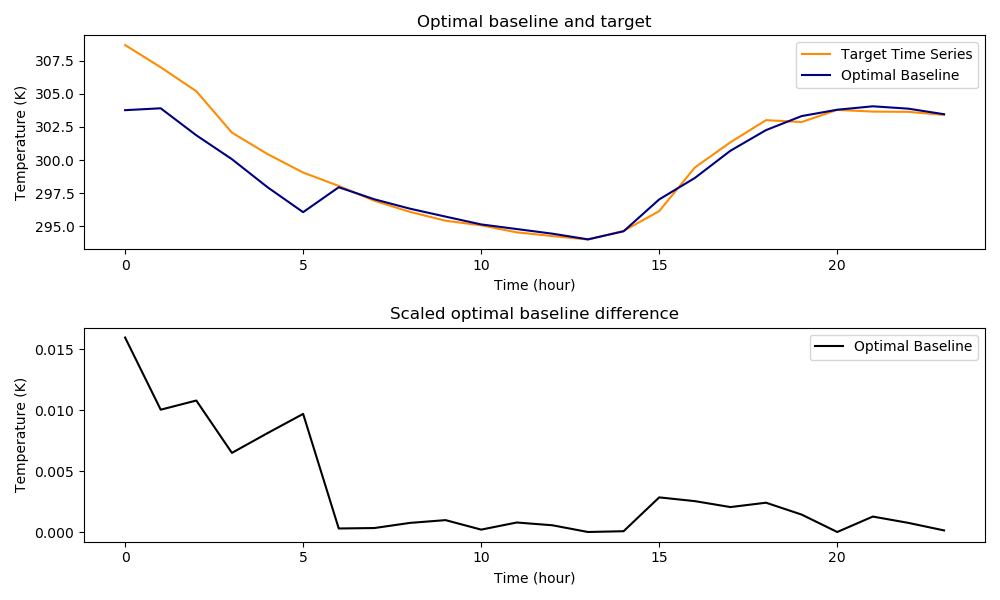 Optimal baseline and target
Temperature (K)
307.5
305.0
302.5
300.0
297.5
295.0
Target Time Series
Optimal Baseline
0 5 10 15 20
Time (hour)
Scaled optimal baseline difference
Temperature (K)
0.015
0.010
0.005
0.000
Optimal Baseline
0 5 10 15 20
Time (hour)